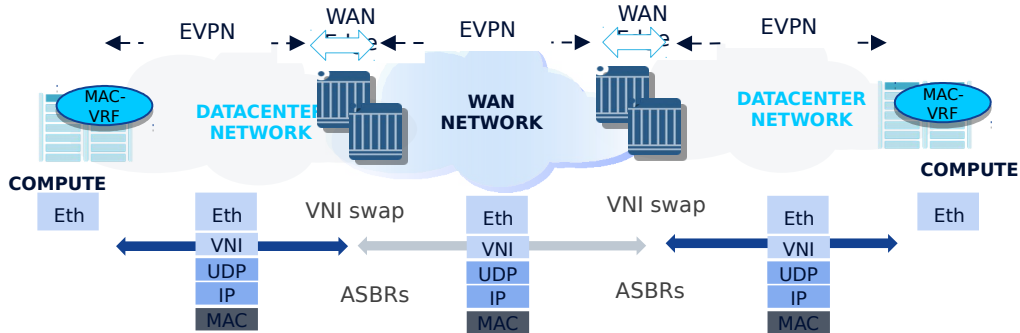 EVPN
WAN
EVPN
WAN
EVPN
MAC-
VRF
DATACENTER
NETWORK
WAN
NETWORK
DATACENTER
NETWORK
MAC-
VRF
COMPUTE
COMPUTE
Eth
Eth
VNI swap
Eth
VNI swap
Eth
Eth
VNI
VNI
VNI
UDP
UDP
UDP
IP
ASBRs
IP
ASBRs
IP
MAC
MAC
MAC